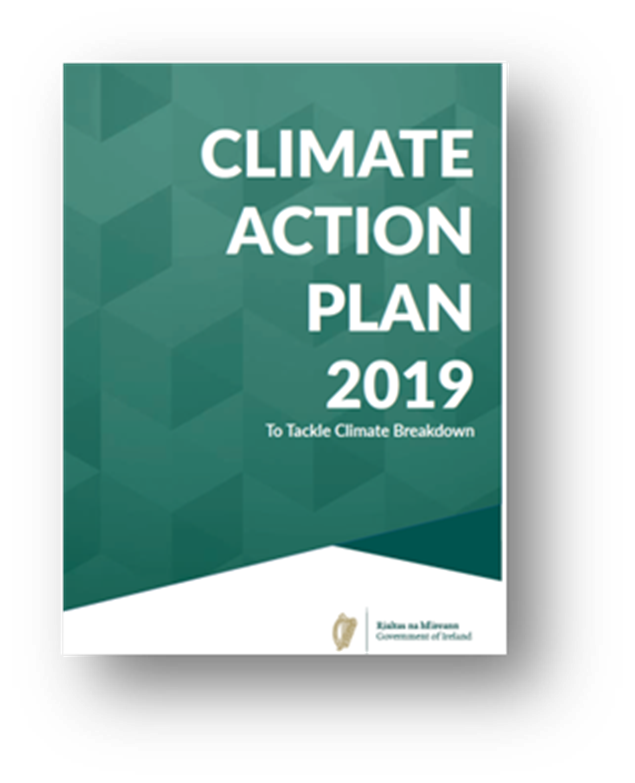 CLIMATE
ACTION
PLAN
2019
To Tackle Climate Breakdown
Rialtas na hÉireann
Government of Ireland